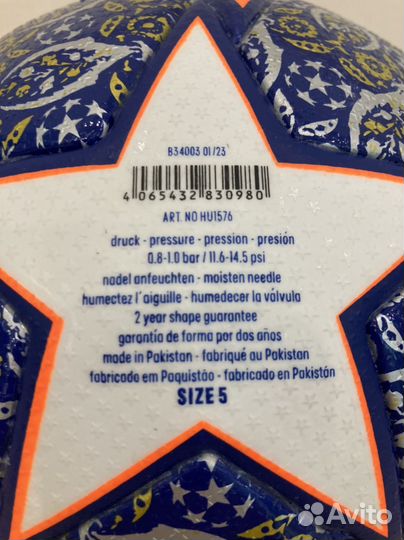 B34003 01/23
4 065432 830980
ART. NO HU1576
druck - pressure - pression - presión
0.8-1.0 bar / 11.6-14.5 psi
nadel anfeuchten - moisten needle
humectez l´aiguille - humedecer la válvula
2 year shape guarantee
garantía de forma por dos años
made in Pakistan - fabriqué au Pakistan
fabricado em Paquistão - fabricado en Pakistán
SIZE 5
Avito